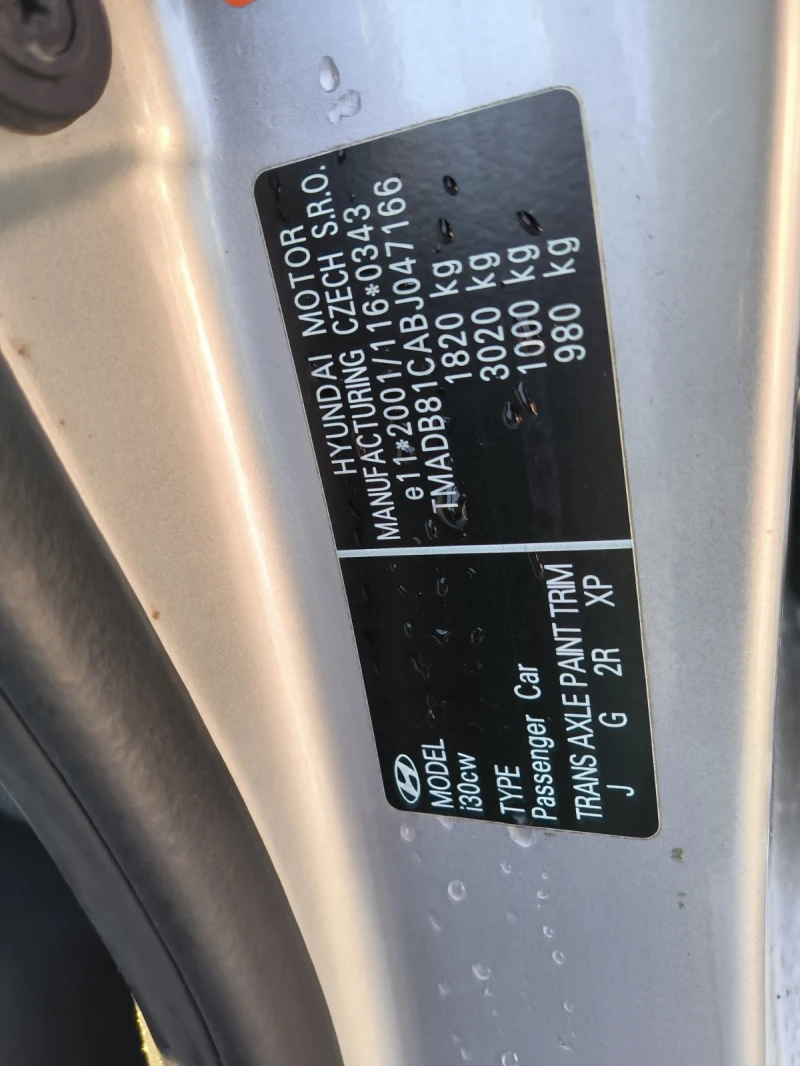 MODEL
i30cw
TYPE
Passenger Car
TRANS AXLE PAINT TRIM
J G 2R XP
HYUNDAI MOTOR
MANUFACTURING CZECH S.R.O.
e11*2001/116*0343
TMADB81CABJ047166
1820 kg
3020 kg
1000 kg
980 kg